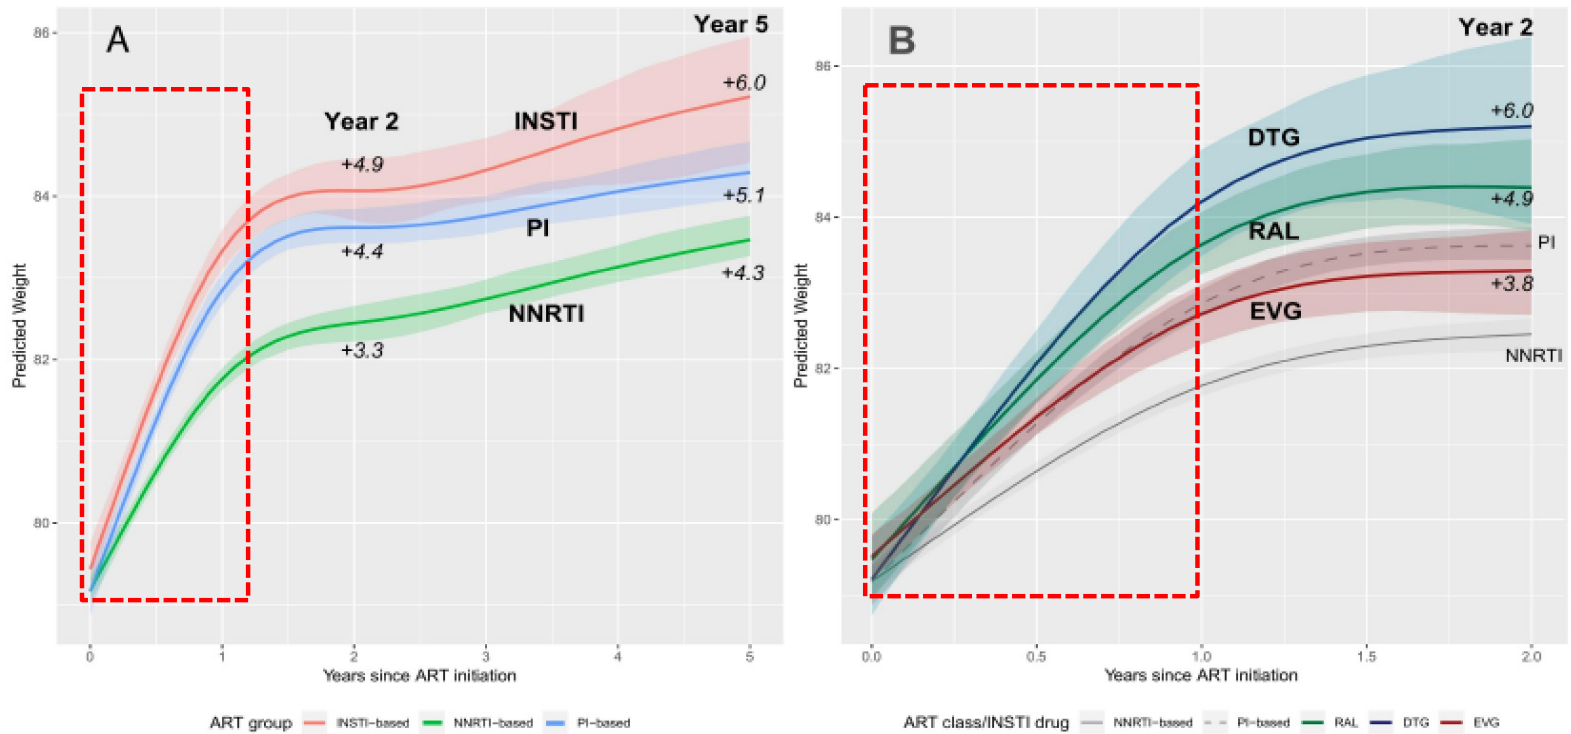 A
Year 5
86
+6.0
Year 2
INSTI
+4.9
84
+5.1
PI
+4.4
+4.3
NNRTI
82
+3.3
80
Predicted Weight
0 1 2 3 4 5
Years since ART initiation
ART group INSTI-based NNRTI-based PI-based
B
Year 2
86
+6.0
DTG
84
+4.9
RAL
PI
+3.8
EVG
NNRTI
82
80
Predicted Weight
0.0 0.5 1.0 1.5 2.0
Years since ART initiation
ART class/INSTI drug NNRTI-based PI-based RAL DTG EVG